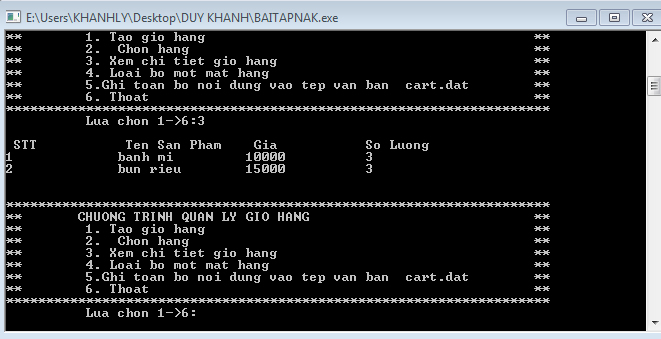 E:\Users\KHANHLY\Desktop\DUY KHANH\BAITAPNAK.exe
** 1. Tao gio hang **
** 2. Chon hang **
** 3. Xem chi tiet gio hang **
** 4. Loai bo mot mat hang **
** 5.Ghi toan bo noi dung vao tep van ban cart.dat **
** 6. Thoat **
********************************************************************
Lua chon 1->6:3
STT Ten San Pham Gia So Luong
1 banh mi 10000 3
2 bun rieu 15000 3
********************************************************************
** CHUONG TRINH QUAN LY GIO HANG **
** 1. Tao gio hang **
** 2. Chon hang **
** 3. Xem chi tiet gio hang **
** 4. Loai bo mot mat hang **
** 5.Ghi toan bo noi dung vao tep van ban cart.dat **
** 6. Thoat **
********************************************************************
Lua chon 1->6: